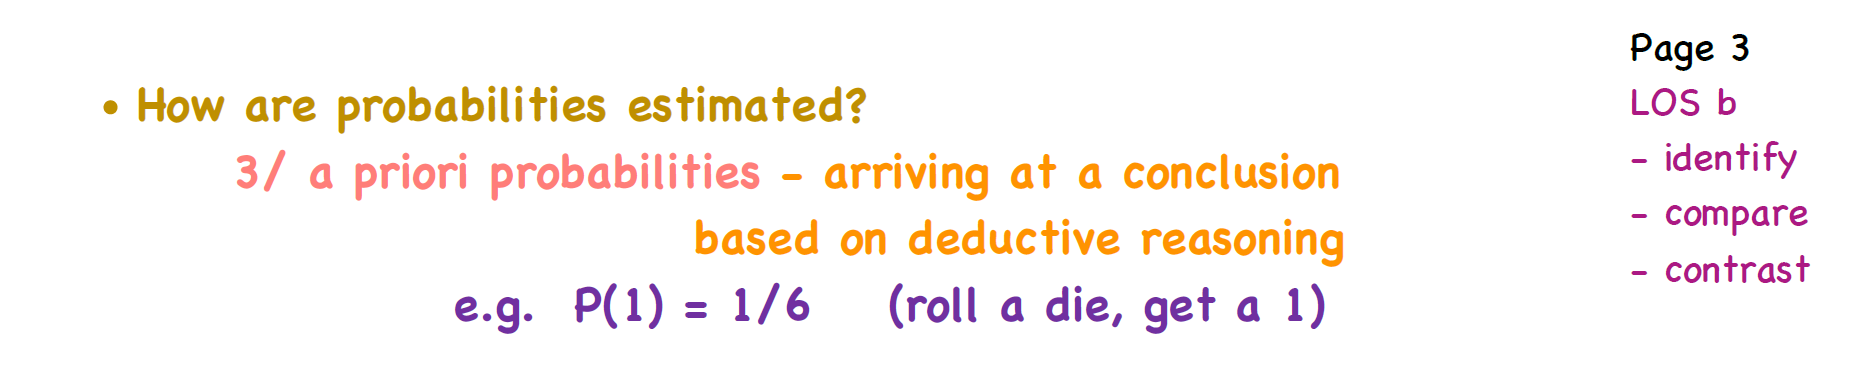 Page 3
• How are probabilities estimated?
LOS b
3/ a priori probabilities - arriving at a conclusion
- identify
- compare
based on deductive reasoning
- contrast
e.g. P(1) = 1/6 (roll a die, get a 1)